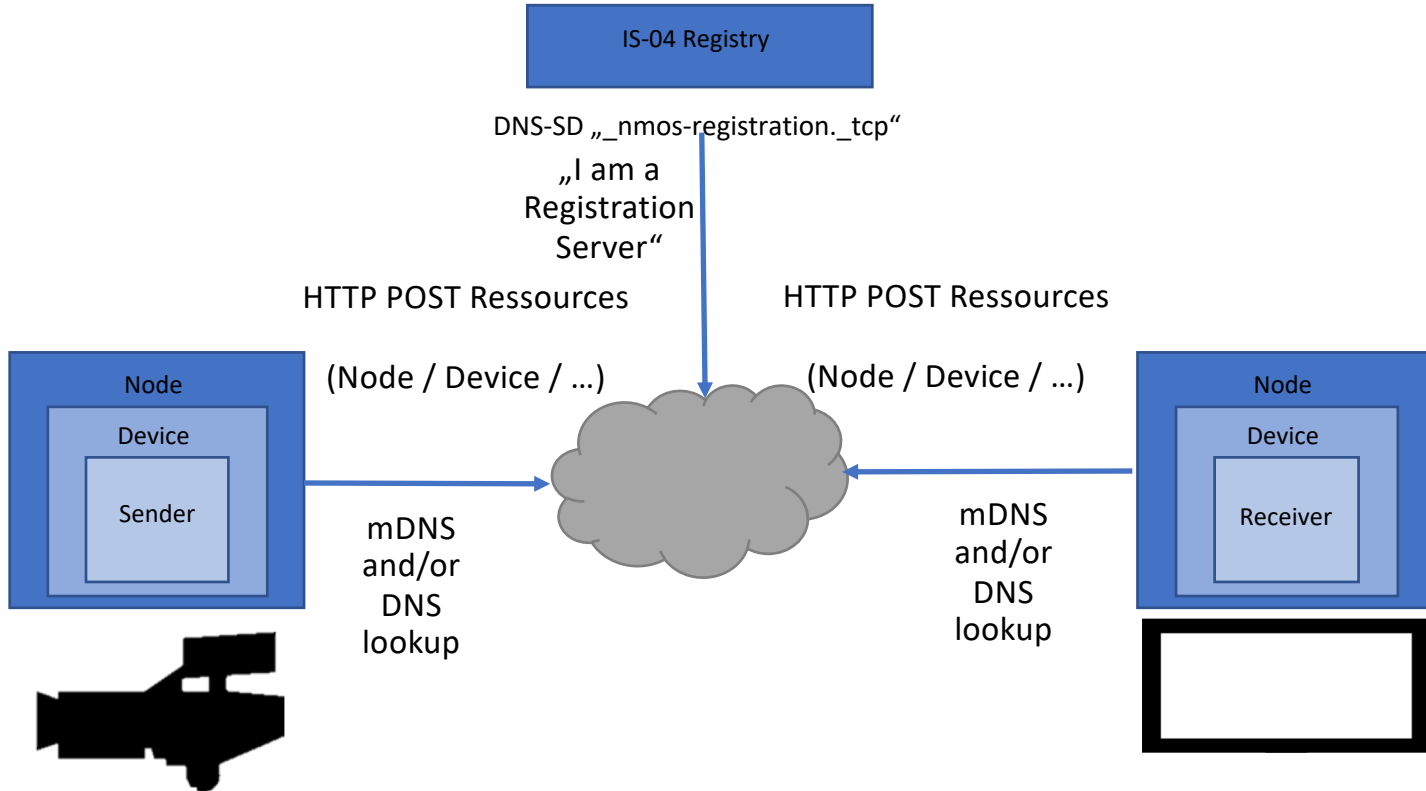 IS-04 Registry
DNS-SD „_nmos-registration._tcp“
„I am a
Registration
Server“
HTTP POST Ressources
(Node / Device / …)
HTTP POST Ressources
(Node / Device / …)
Node
Device
Sender
mDNS
and/or
DNS
lookup
mDNS
and/or
DNS
lookup
Node
Device
Receiver